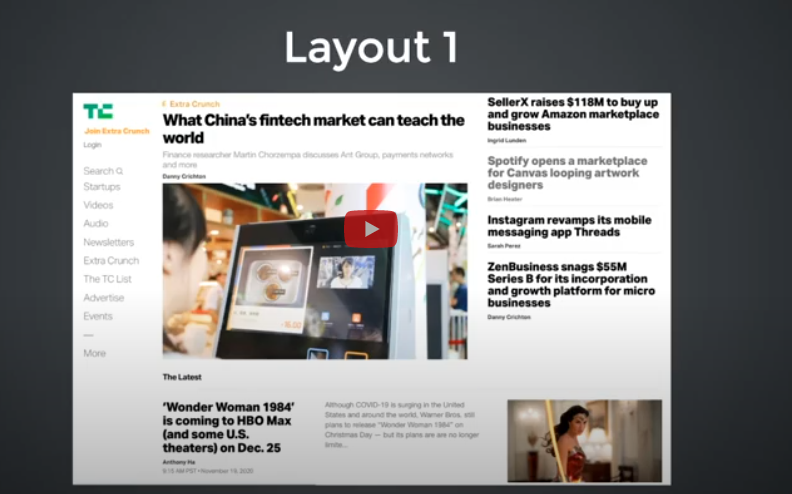 Layout 1
TC
Join Extra Crunch
Login
Search
Startups
Videos
Audio
Newsletters
Extra Crunch
The TC List
Advertise
Events
—
More
Extra Crunch
What China's fintech market can teach the
world
Finance researcher Martin Chorzempa discusses Ant Group, payments networks
and more
Danny Crichton
SellerX raises $118M to buy up
and grow Amazon marketplace
businesses
Ingrid Lunden
Spotify opens a marketplace
for Canvas looping artwork
designers
Brian Heater
Instagram revamps its mobile
messaging app Threads
Sarah Perez
ZenBusiness snags $55M
Series B for its incorporation
and growth platform for micro
businesses
Danny Crichton
The Latest
'Wonder Woman 1984'
is coming to HBO Max
(and some U.S.
theaters) on Dec. 25
Anthony Ha
9:15 AM PST • November 19, 2020
Although COVID-19 is surging in the United
States and around the world, Warner Bros. still
plans to release "Wonder Woman 1984" on
Christmas Day — but its plans are are no longer
limite...